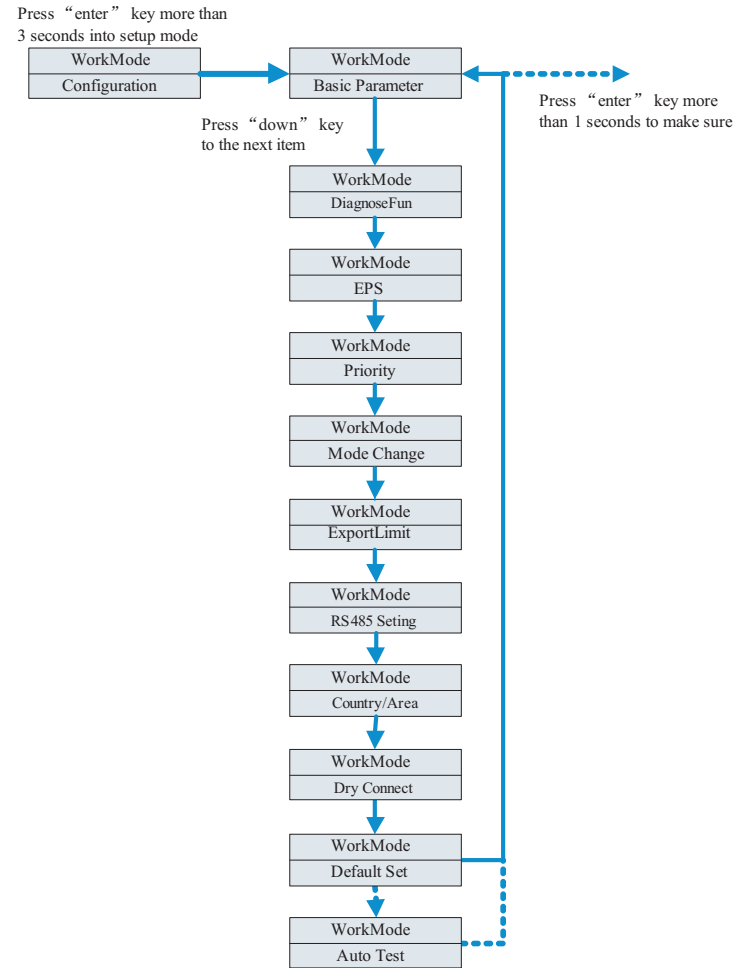 Press “enter” key more than
3 seconds into setup mode
WorkMode
Configuration
WorkMode
Basic Parameter
Press “enter” key more
than 1 seconds to make sure
Press “down” key
to the next item
WorkMode
DiagnoseFun
WorkMode
EPS
WorkMode
Priority
WorkMode
Mode Change
WorkMode
ExportLimit
WorkMode
RS485 Seting
WorkMode
Country/Area
WorkMode
Dry Connect
WorkMode
Default Set
WorkMode
Auto Test